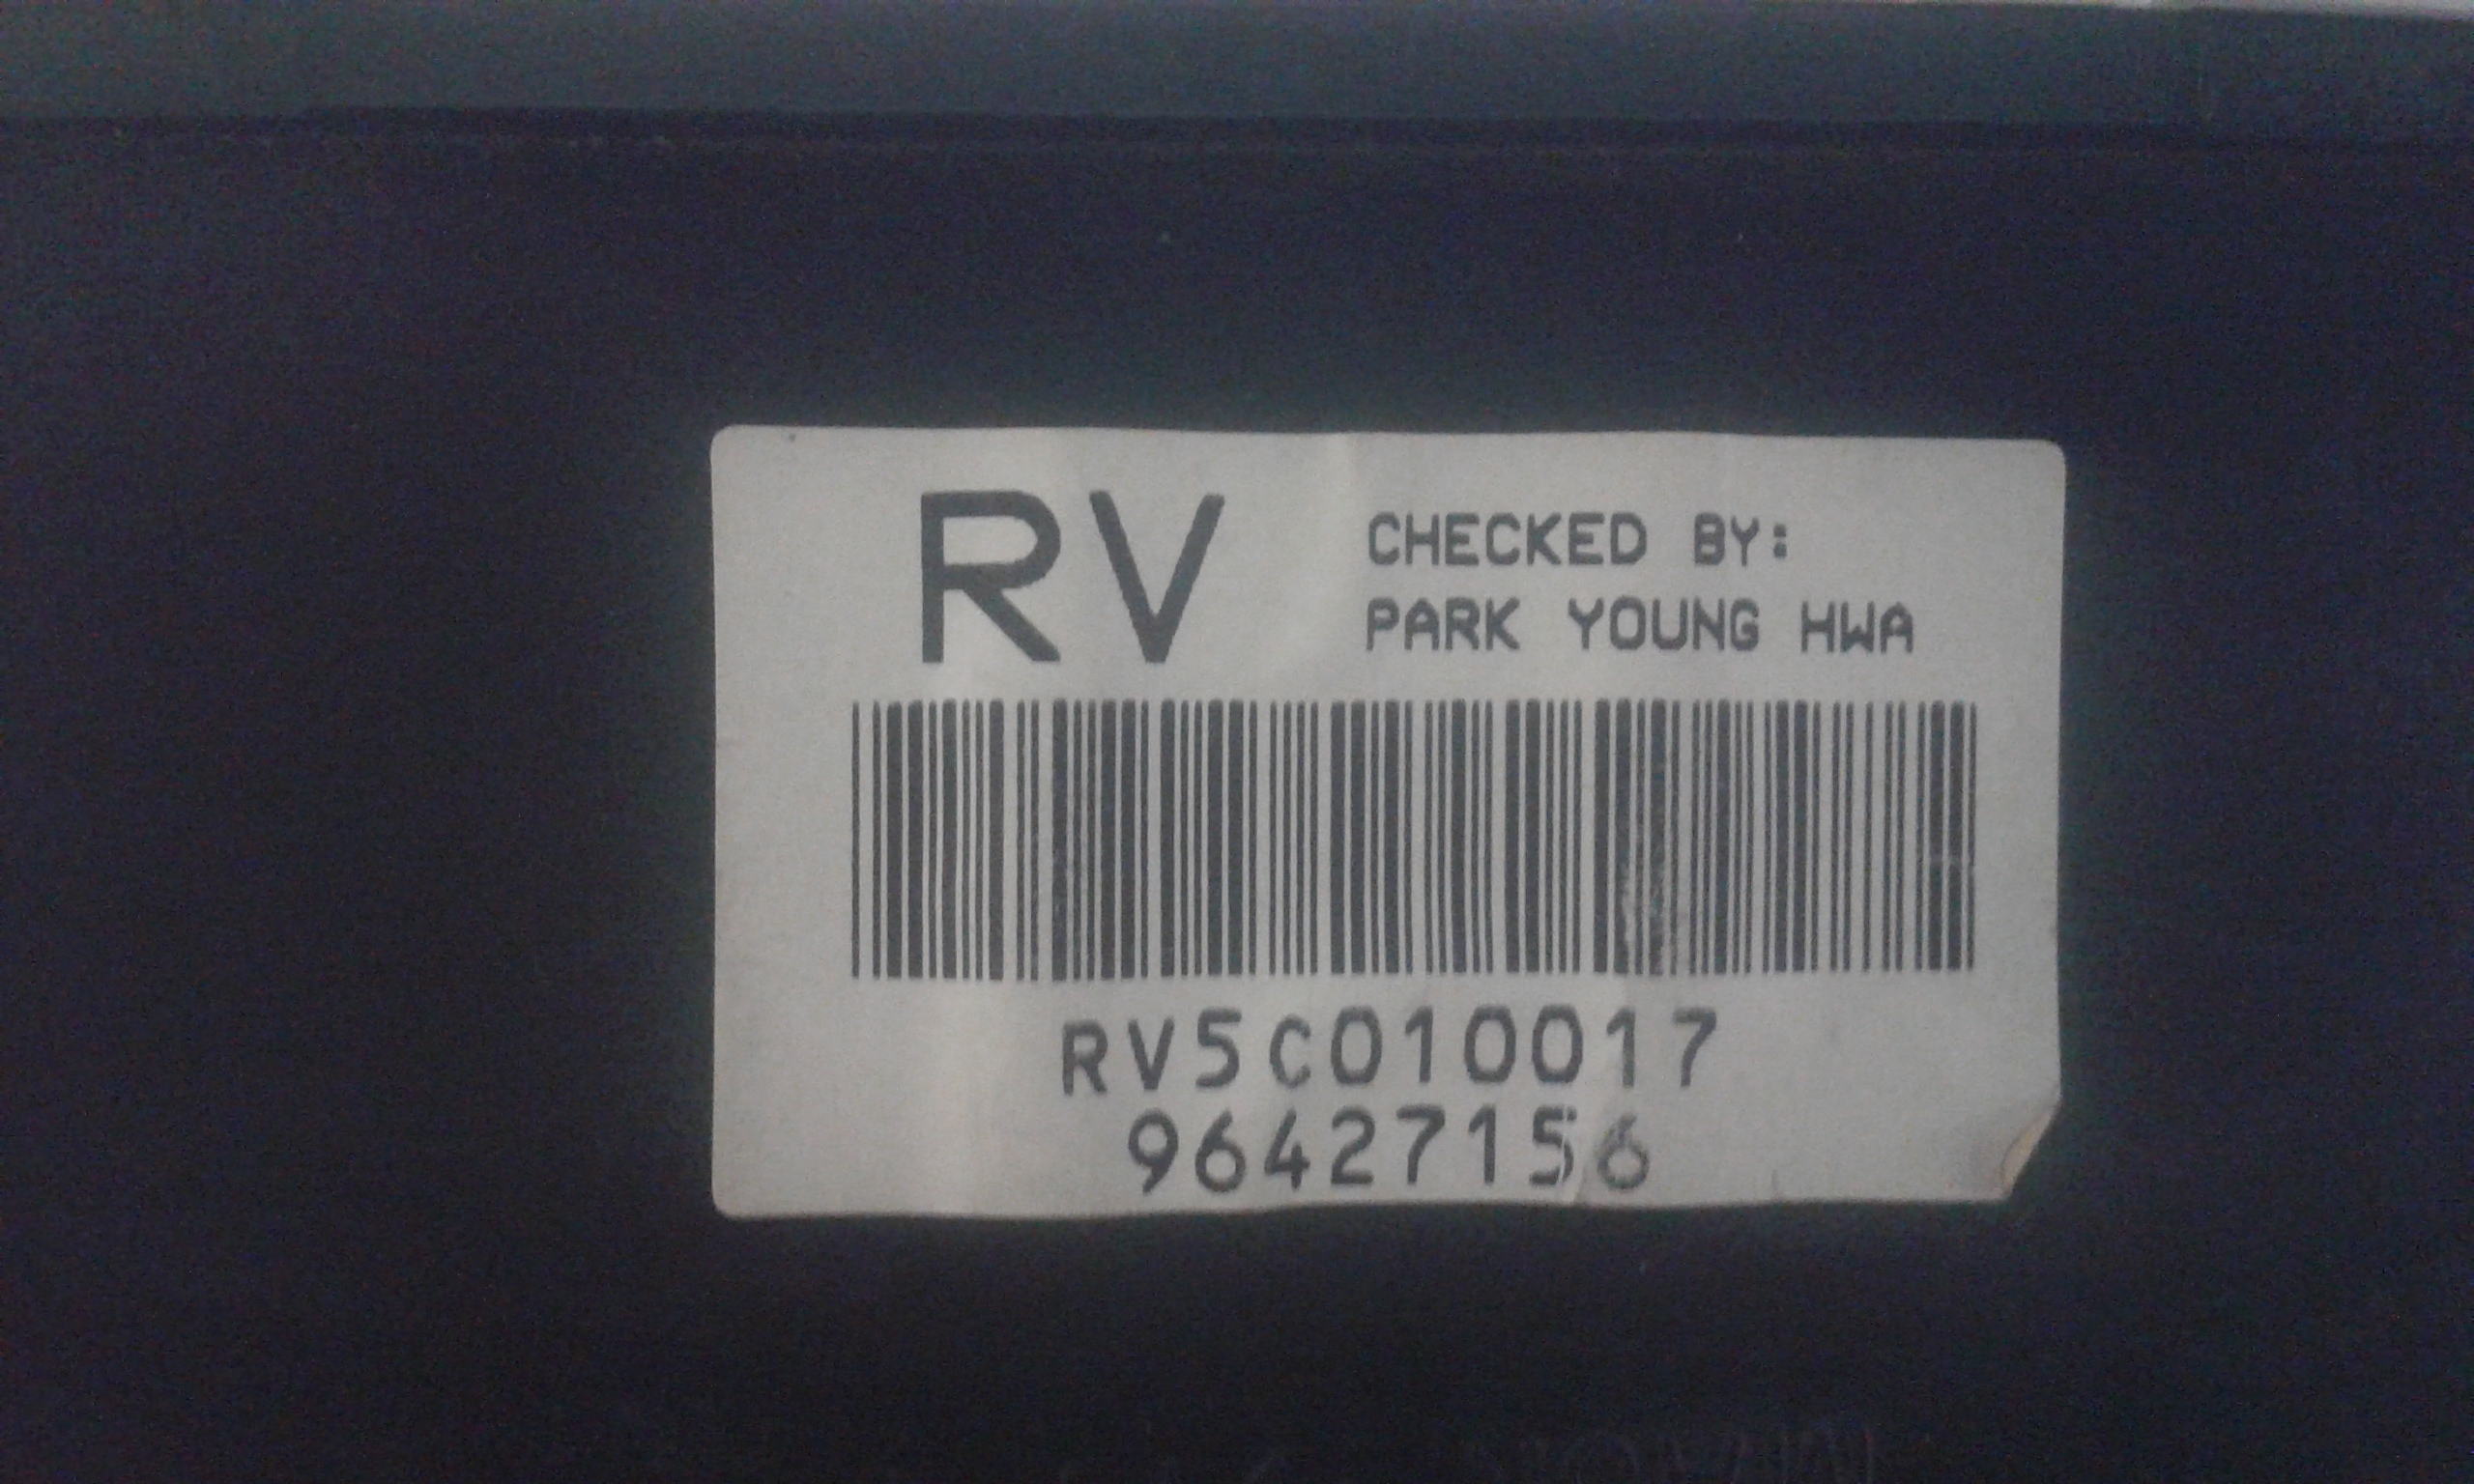 RV
CHECKED BY:
PARK YOUNG HWA
RV5C010017
96427156